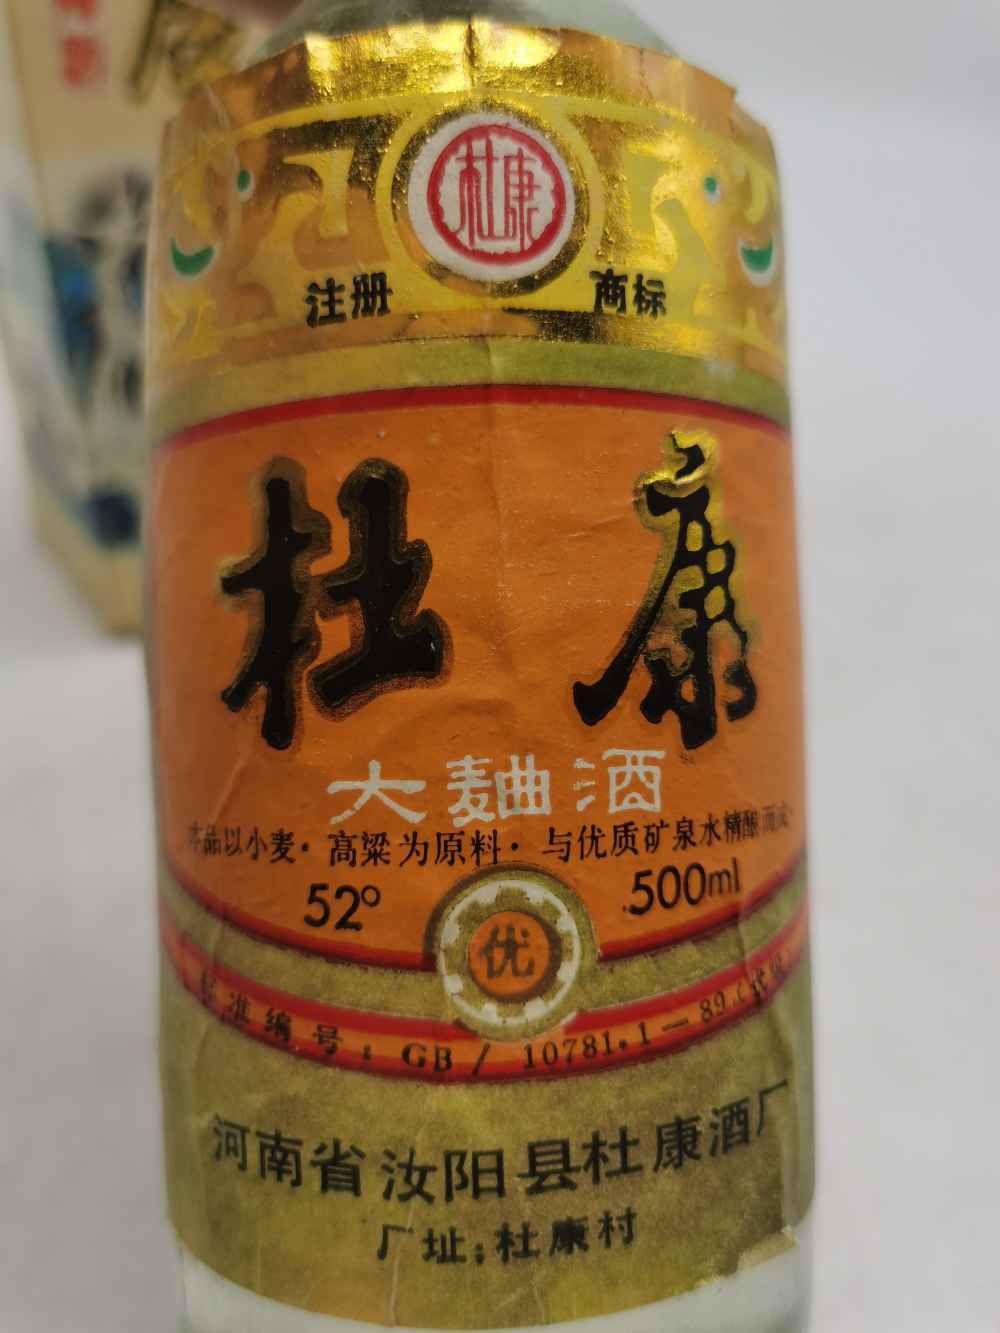 杜康
注册 商标
杜康
大麯酒
本品以小麦·高粱为原料·与优质矿泉水精酿而成
52° 500ml
优
标准编号:GB/10781.1—89.
河南省汝阳县杜康酒厂
厂址:杜康村